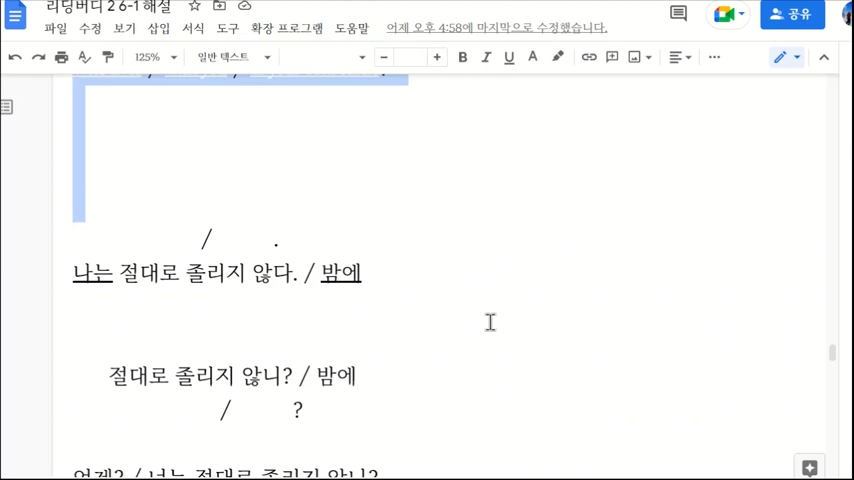 리딩버디 2 6-1 해설
파일 수정 보기 삽입 서식 도구 확장 프로그램 도움말 어제 오후 4:58에 마지막으로 수정했습니다.
공유
125% 일반 텍스트
/ .
나는 절대로 졸리지 않다. / 밤에
절대로 졸리지 않니? / 밤에
/ ?
언제? / 너는 절대로 졸리지 않니?